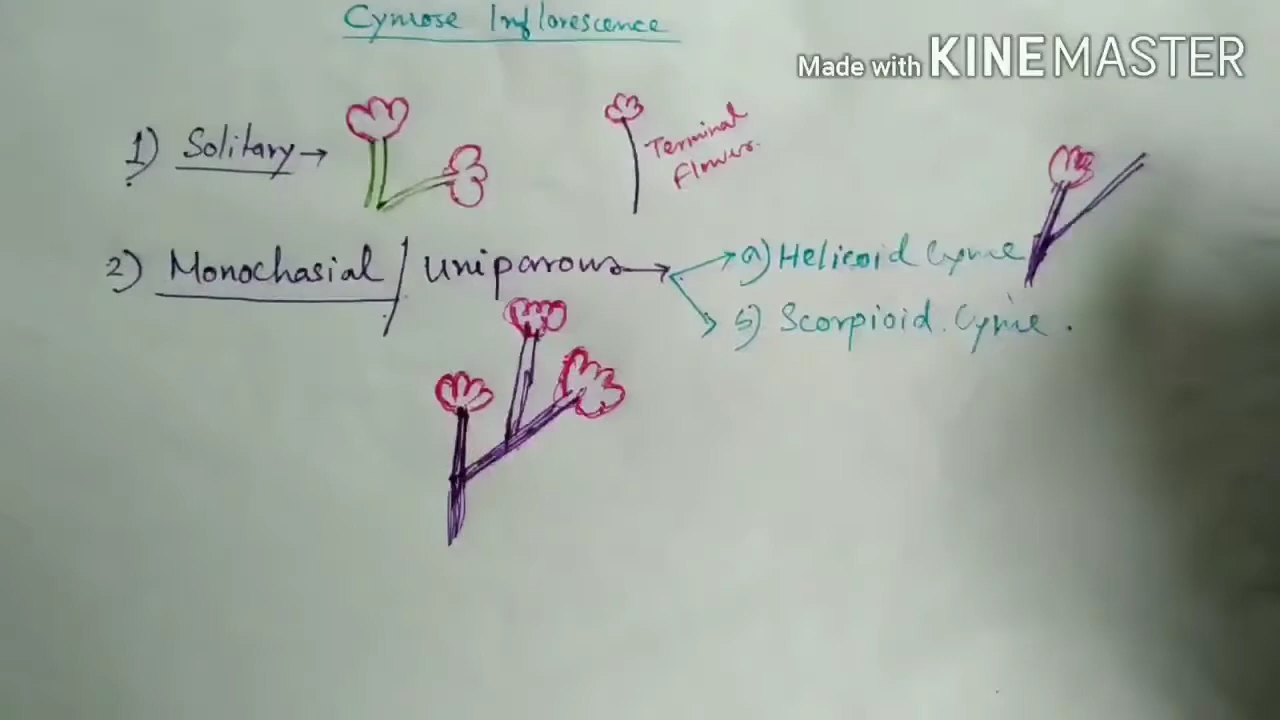 Cymose Inflorescence
Made with KINEMASTER
1) Solitary →
Terminal
Flower.
2) Monochasial / uniparous → a) Helicoid Cyme
b) Scorpioid. Cyme.